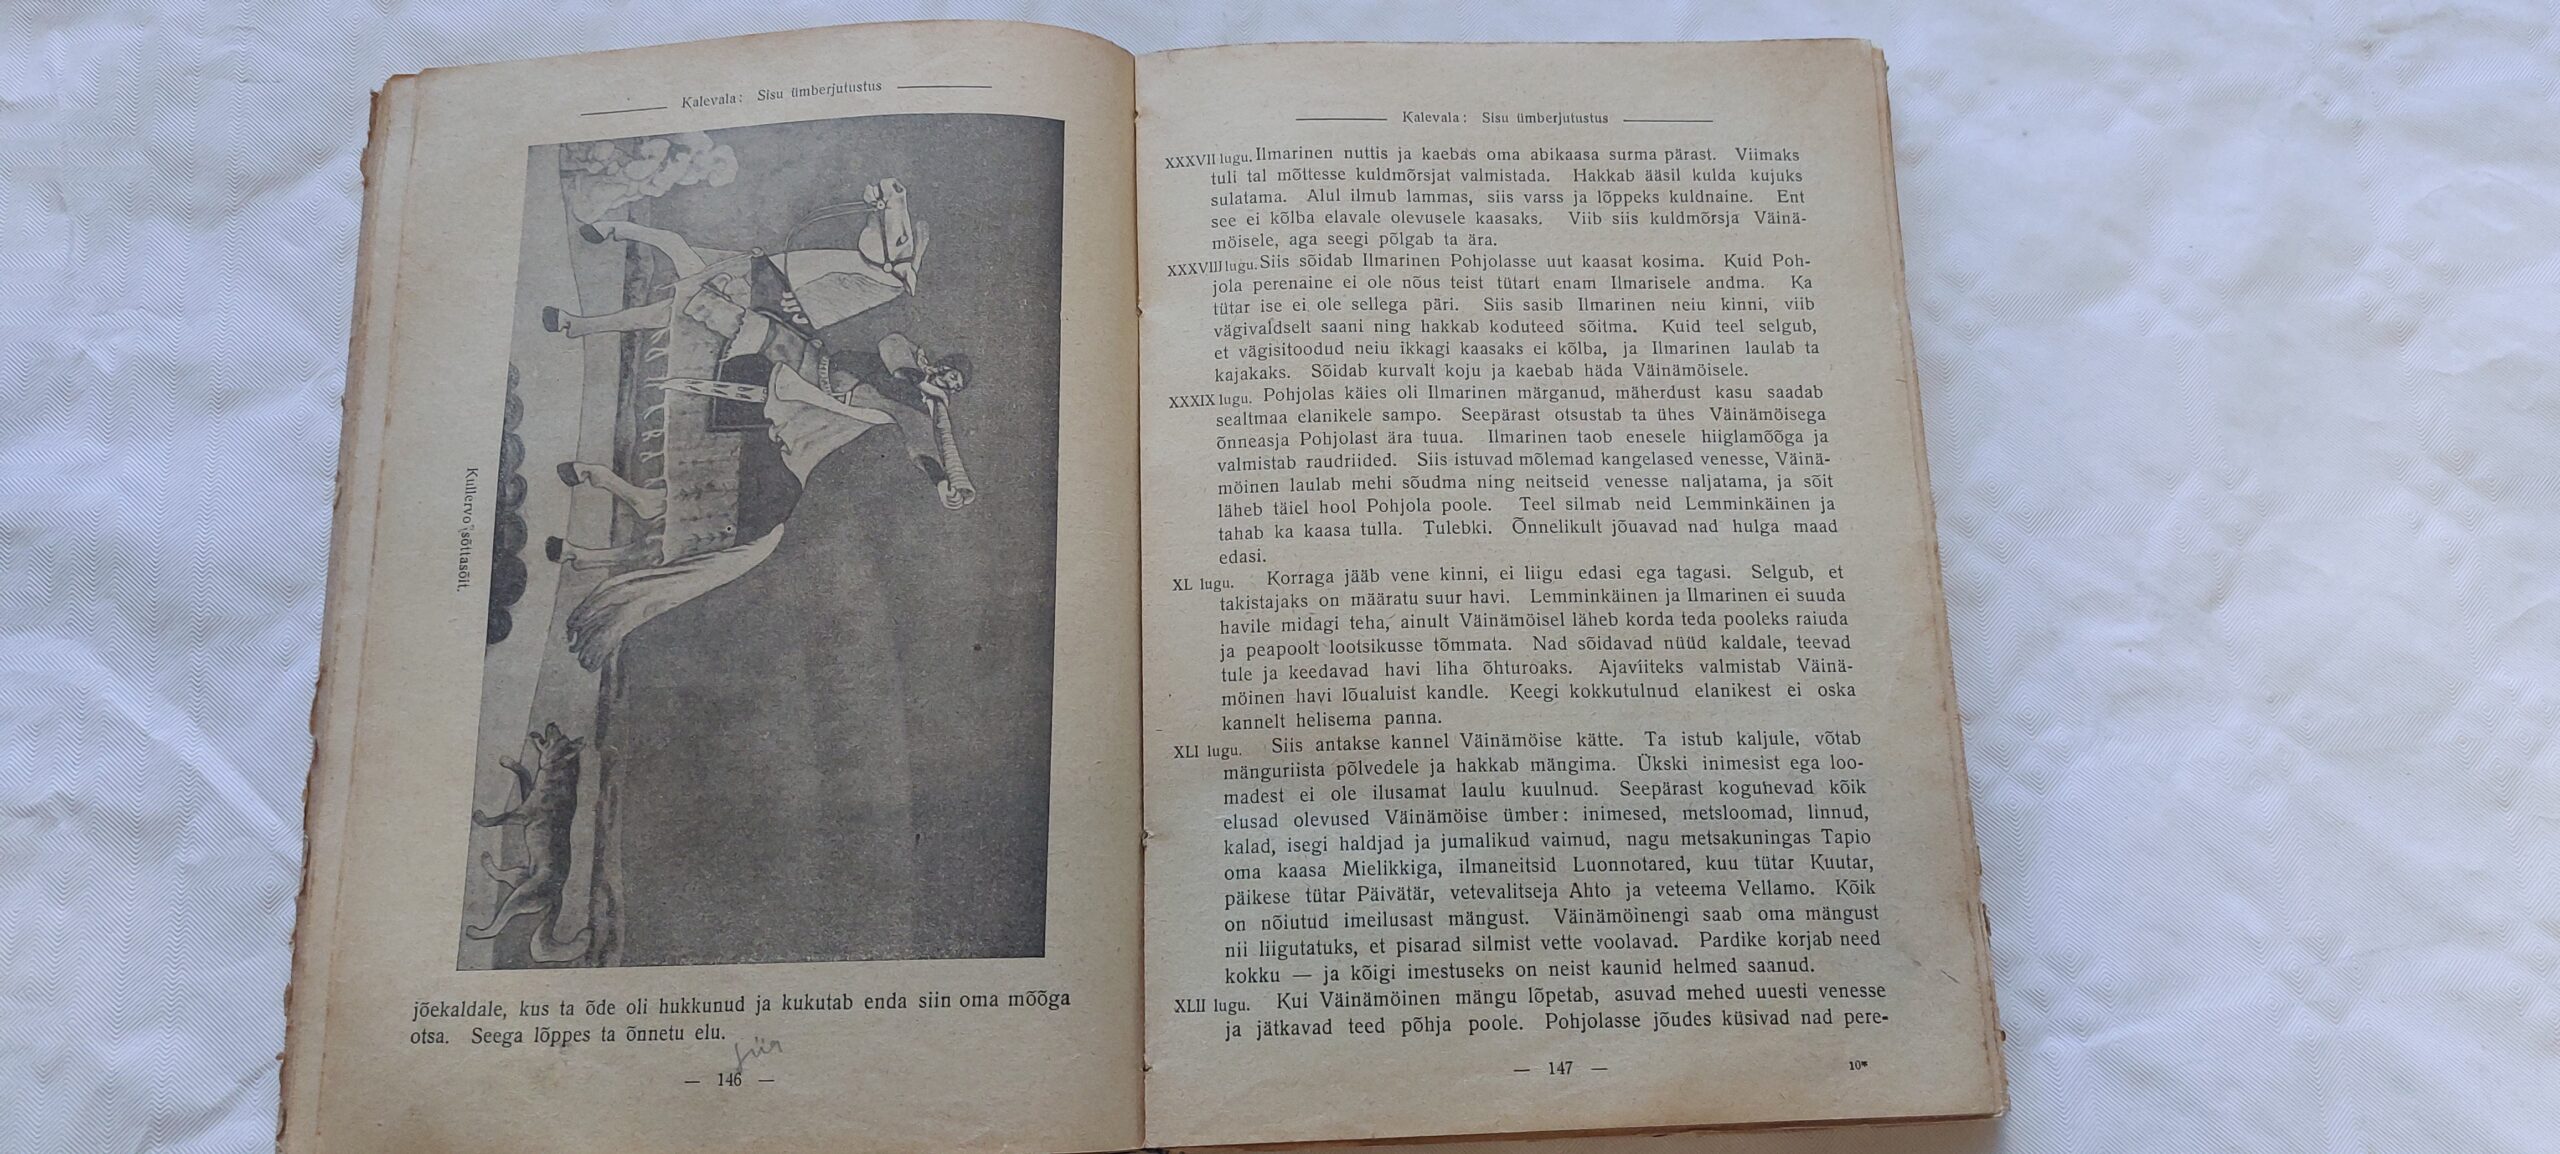 Kalevala: Sisu ümberjutustus
Kullervo sõttasõit.
jõekaldale, kus ta õde oli hukkunud ja kukutab enda siin oma mõõga
otsa. Seega lõppes ta õnnetu elu.
— 146 —
Kalevala: Sisu ümberjutustus
XXXVII lugu. Ilmarinen nuttis ja kaebas oma abikaasa surma pärast. Viimaks
tuli tal mõttesse kuldmõrsjat valmistada. Hakkab ääsil kulda kujuks
sulatama. Alul ilmub lammas, siis varss ja lõppeks kuldnaine. Ent
see ei kõlba elavale olevusele kaasaks. Viib siis kuldmõrsja Väinä-
möisele, aga seegi põlgab ta ära.
XXXVIII lugu. Siis sõidab Ilmarinen Pohjolasse uut kaasat kosima. Kuid Poh-
jola perenaine ei ole nõus teist tütart enam Ilmarisele andma. Ka
tütar ise ei ole sellega päri. Siis sasib Ilmarinen neiu kinni, viib
vägivaldselt saani ning hakkab koduteed sõitma. Kuid teel selgub,
et vägisitoodud neiu ikkagi kaasaks ei kõlba, ja Ilmarinen laulab ta
kajakaks. Sõidab kurvalt koju ja kaebab häda Väinämöisele.
XXXIX lugu. Pohjolas käies oli Ilmarinen märganud, mäherdust kasu saadab
sealtmaa elanikele sampo. Seepärast otsustab ta ühes Väinämöisega
õnneasja Pohjolast ära tuua. Ilmarinen taob enesele hiiglamõõga ja
valmistab raudriided. Siis istuvad mõlemad kangelased venesse, Väinä-
möinen laulab mehi sõudma ning neitseid venesse naljatama, ja sõit
läheb täiel hool Pohjola poole. Teel silmab neid Lemminkäinen ja
tahab ka kaasa tulla. Tulebki. Õnnelikult jõuavad nad hulga maad
edasi.
XL lugu. Korraga jääb vene kinni, ei liigu edasi ega tagasi. Selgub, et
takistajaks on määratu suur havi. Lemminkäinen ja Ilmarinen ei suuda
havile midagi teha, ainult Väinämöisel läheb korda teda pooleks raiuda
ja peapoolt lootsikusse tõmmata. Nad sõidavad nüüd kaldale, teevad
tule ja keedavad havi liha õhturoaks. Ajaviiteks valmistab Väinä-
möinen havi lõualuist kandle. Keegi kokkutulnud elanikest ei oska
kannelt helisema panna.
XLI lugu. Siis antakse kannel Väinämöise kätte. Ta istub kaljule, võtab
mänguriista põlvedele ja hakkab mängima. Ükski inimesist ega loo-
madest ei ole ilusamat laulu kuulnud. Seepärast koguhevad kõik
elusad olevused Väinämöise ümber: inimesed, metsloomad, linnud,
kalad, isegi haldjad ja jumalikud vaimud, nagu metsakuningas Tapio
oma kaasa Mielikkiga, ilmaneitsid Luonnotared, kuu tütar Kuutar,
päikese tütar Päivätär, vetevalitseja Ahto ja veteema Vellamo. Kõik
on nõiutud imeilusast mängust. Väinämöinengi saab oma mängust
nii liigutatuks, et pisarad silmist vette voolavad. Pardike korjab need
kokku — ja kõigi imestuseks on neist kaunid helmed saanud.
XLII lugu. Kui Väinämöinen mängu lõpetab, asuvad mehed uuesti venesse
ja jätkavad teed põhja poole. Pohjolasse jõudes küsivad nad pere-
— 147 —
10*